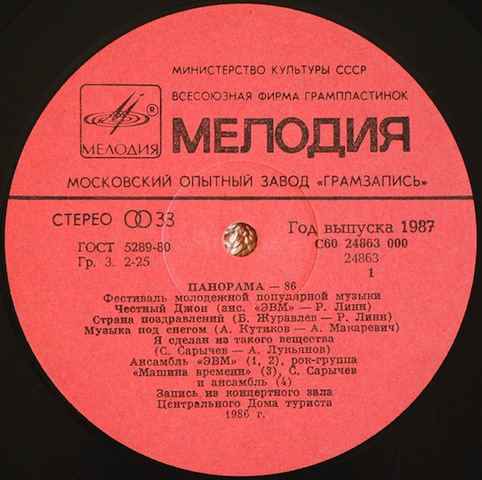 МИНИСТЕРСТВО КУЛЬТУРЫ СССР
ВСЕСОЮЗНАЯ ФИРМА ГРАМПЛАСТИНОК
МЕЛОДИЯ ® МЕЛОДИЯ
МОСКОВСКИЙ ОПЫТНЫЙ ЗАВОД «ГРАМЗАПИСЬ»
СТЕРЕО 33 Год выпуска 1987
ГОСТ 5289-80 С60 24863 000
Гр. 3. 2-25 24863
1
ПАНОРАМА — 86
Фестиваль молодежной популярной музыки
Честный Джон (анс. «ЭВМ» — Р. Линн)
Страна поздравлений (Б. Журавлев — Р. Линн)
Музыка под снегом (А. Кутиков — А. Макаревич)
Я сделан из такого вещества
(С. Сарычев — А. Лукьянов)
Ансамбль «ЭВМ» (1, 2), рок-группа
«Машина времени» (3), С. Сарычев
и ансамбль (4)
Запись из концертного зала
Центрального Дома туриста
1986 г.